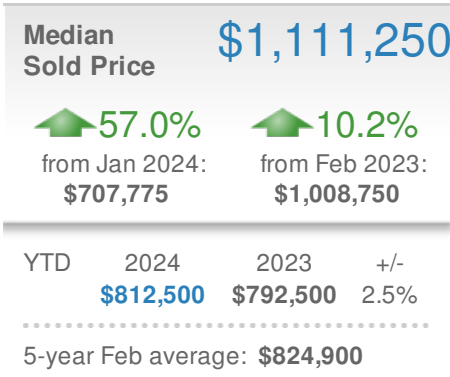 Median
Sold Price
$1,111,250
57.0% 10.2%
from Jan 2024: from Feb 2023:
$707,775 $1,008,750
YTD 2024 2023 +/-
$812,500 $792,500 2.5%
5-year Feb average: $824,900